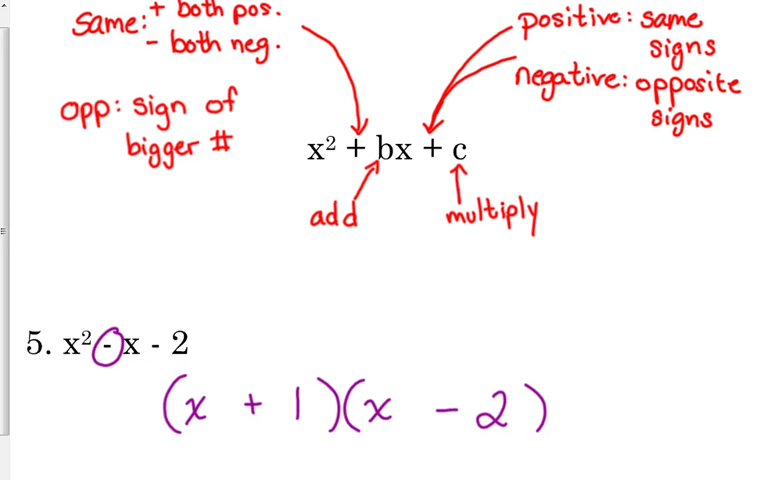 same: + both pos.
- both neg.
opp: sign of
bigger #
positive: same
signs
negative: opposite
signs
x² + bx + c
add
multiply
5. x² - x - 2
(x + 1)(x - 2)